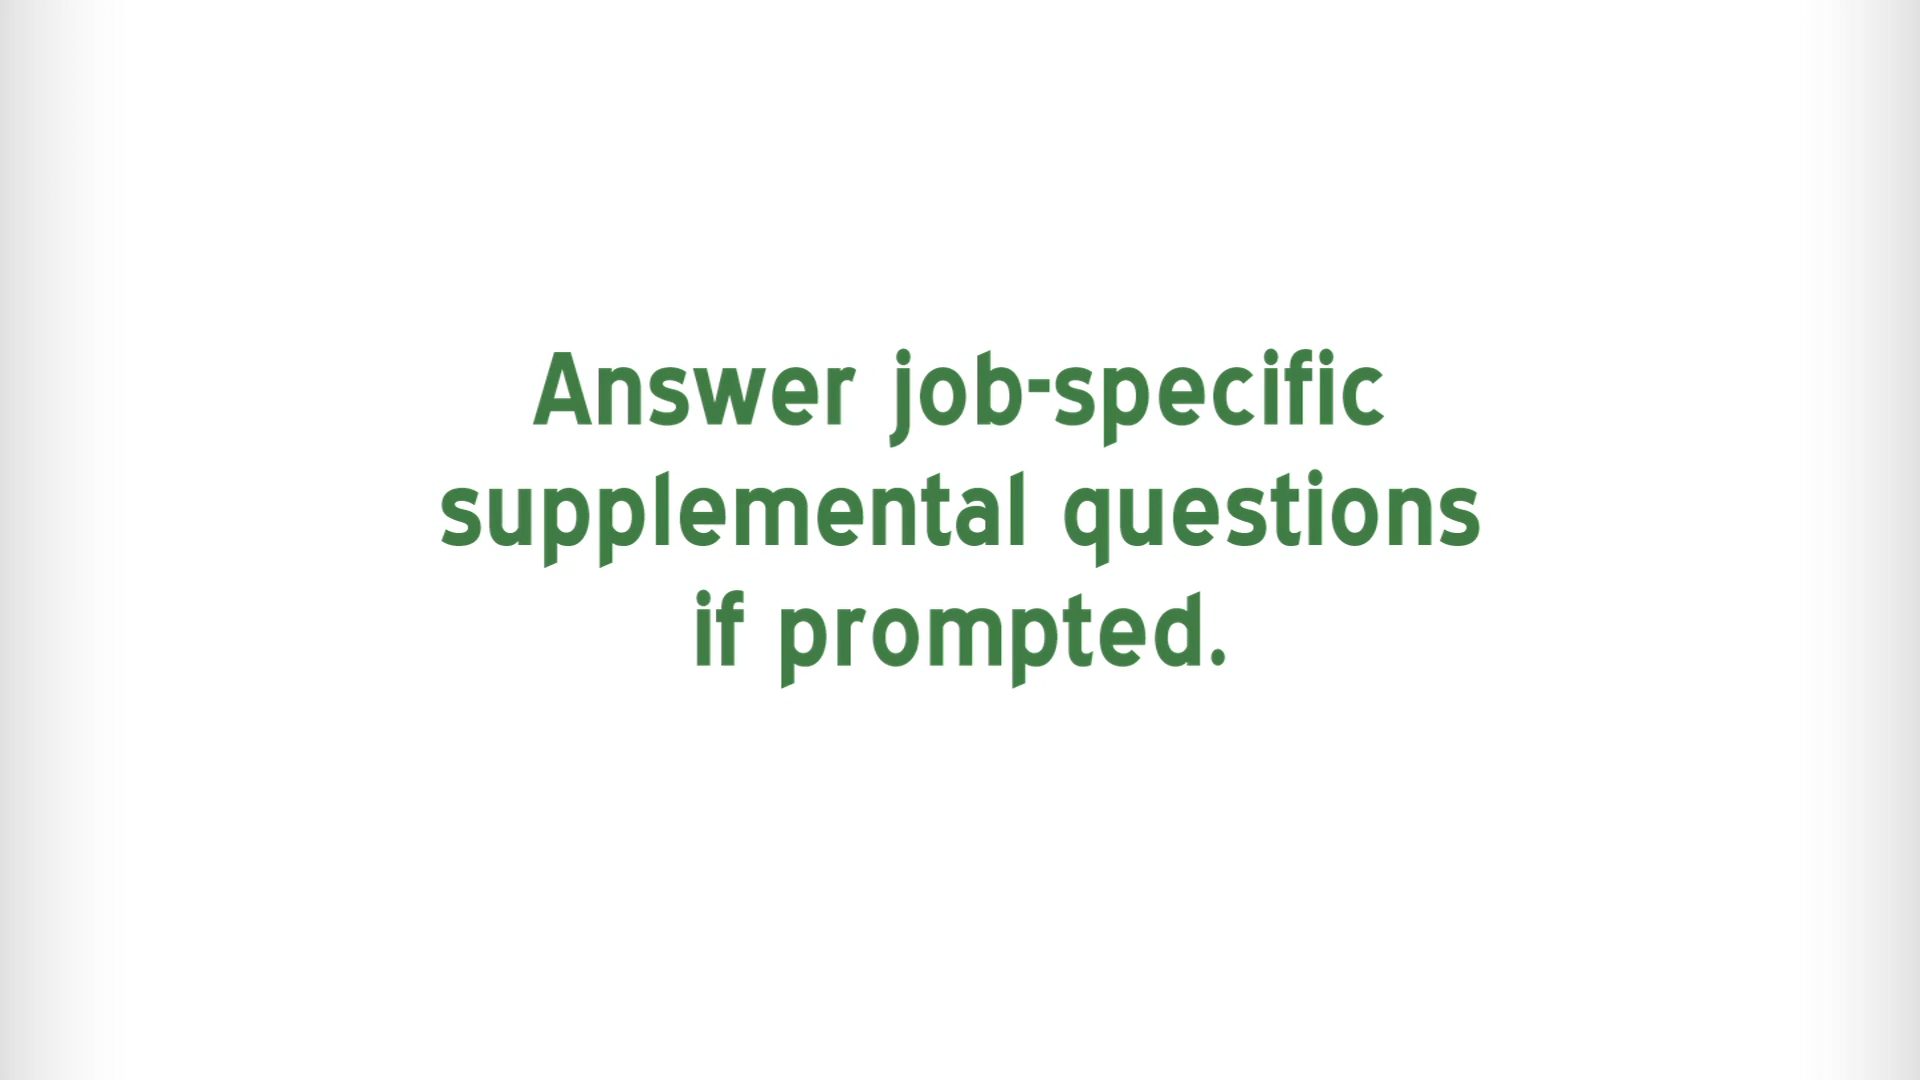 Answer job-specific
supplemental questions
if prompted.